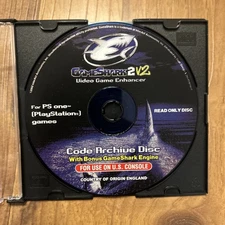 GameShark 2 V2
Video Game Enhancer
For PS one-
(PlayStation®)
games
READ ONLY DISC
Code Archive Disc
With Bonus GameShark Engine
FOR USE ON U.S. CONSOLE
COUNTRY OF ORIGIN ENGLAND